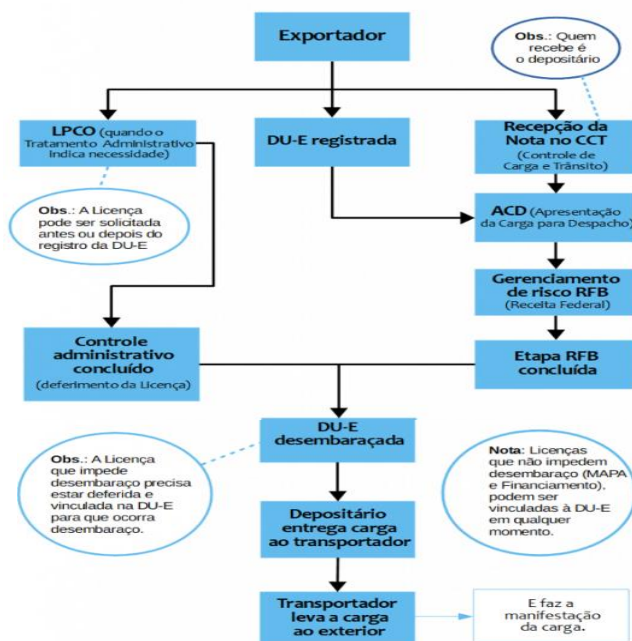 Exportador
Obs.: Quem
recebe é
o depositário
LPCO (quando o
Tratamento Administrativo
indica necessidade)
DU-E registrada
Recepção da
Nota no CCT
(Controle de
Carga e Trânsito)
Obs.: A Licença
pode ser solicitada
antes ou depois do
registro da DU-E
ACD (Apresentação
da Carga para Despacho)
Gerenciamento
de risco RFB
(Receita Federal)
Controle
administrativo
concluído
(deferimento da Licença)
Etapa RFB
concluída
DU-E
desembaraçada
Obs.: A Licença
que impede
desembaraço precisa
estar deferida e
vinculada na DU-E
para que ocorra
desembaraço.
Nota: Licenças
que não impedem
desembaraço (MAPA
e Financiamento),
podem ser
vinculadas à DU-E
em qualquer
momento.
Depositário
entrega carga
ao transportador
Transportador
leva a carga
ao exterior
E faz a
manifestação
da carga.